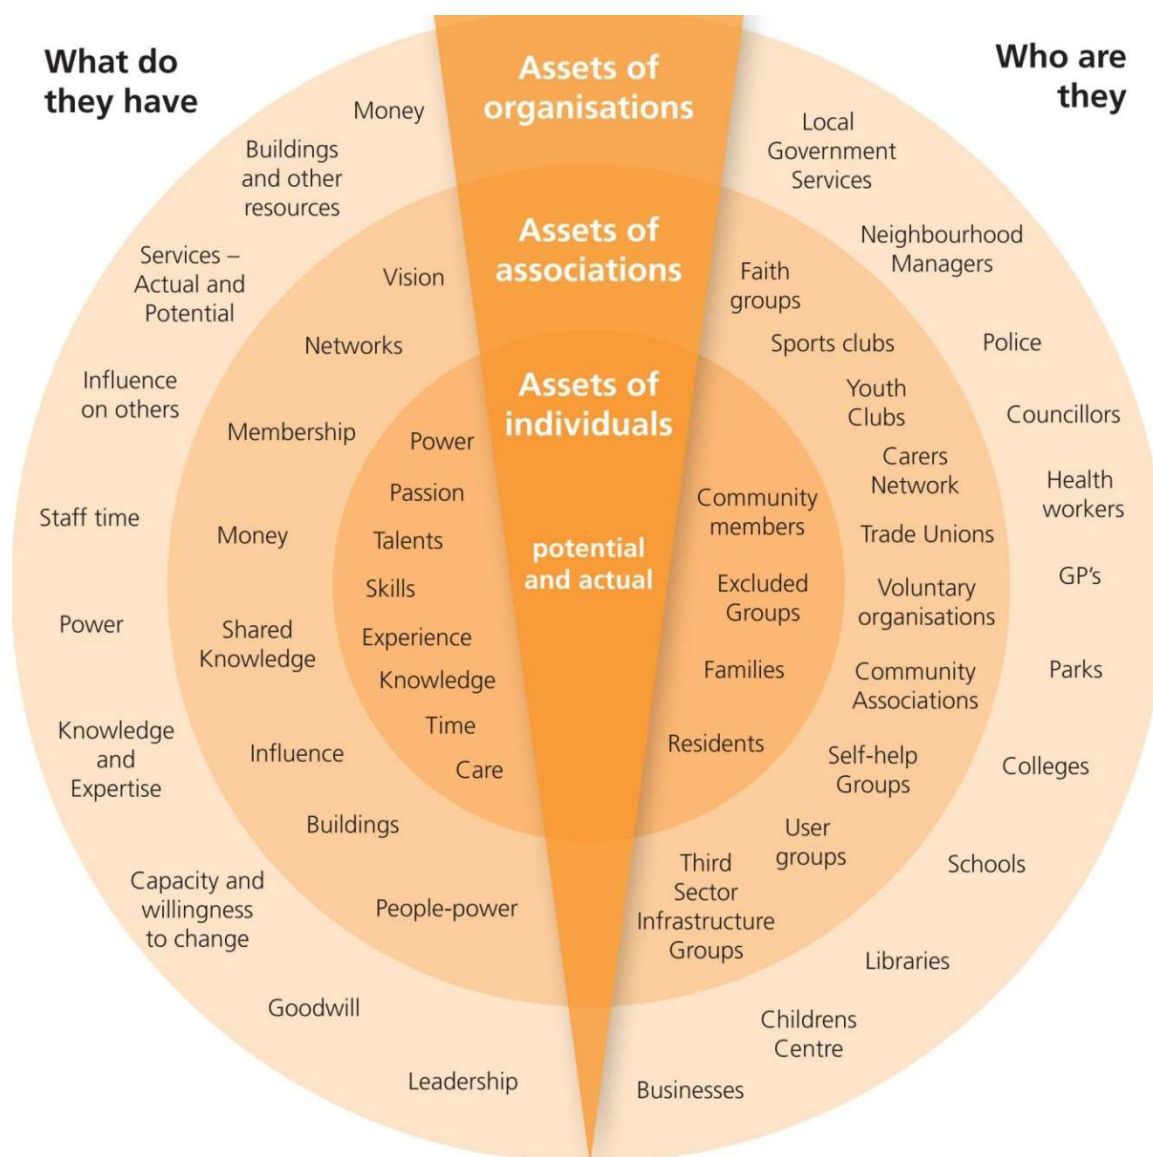 What do
they have
Money
Buildings
and other
resources
Services –
Actual and
Potential
Influence
on others
Staff time
Power
Knowledge
and
Expertise
Capacity and
willingness
to change
Goodwill
Leadership
Vision
Networks
Membership
Money
Shared
Knowledge
Influence
Buildings
People-power
Power
Passion
Talents
Skills
Experience
Knowledge
Time
Care
Assets of
organisations
Assets of
associations
Assets of
individuals
potential
and actual
Who are
they
Community
members
Excluded
Groups
Families
Residents
Faith
groups
Sports clubs
Youth
Clubs
Carers
Network
Trade Unions
Voluntary
organisations
Community
Associations
Self-help
Groups
User
groups
Third
Sector
Infrastructure
Groups
Local
Government
Services
Neighbourhood
Managers
Police
Councillors
Health
workers
GP's
Parks
Colleges
Schools
Libraries
Childrens
Centre
Businesses